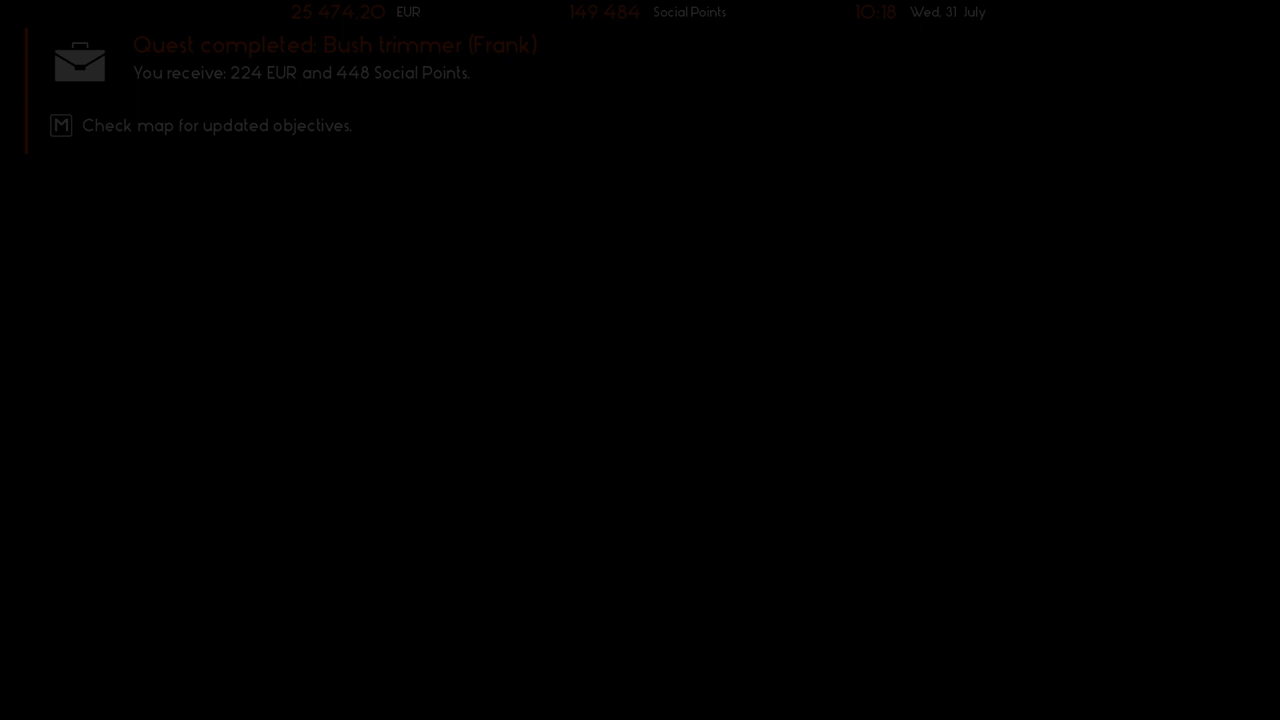 25 474.20 EUR 149 484 Social Points 10:18 Wed, 31 July
Quest completed: Bush trimmer (Frank)
You receive: 224 EUR and 448 Social Points.
M Check map for updated objectives.